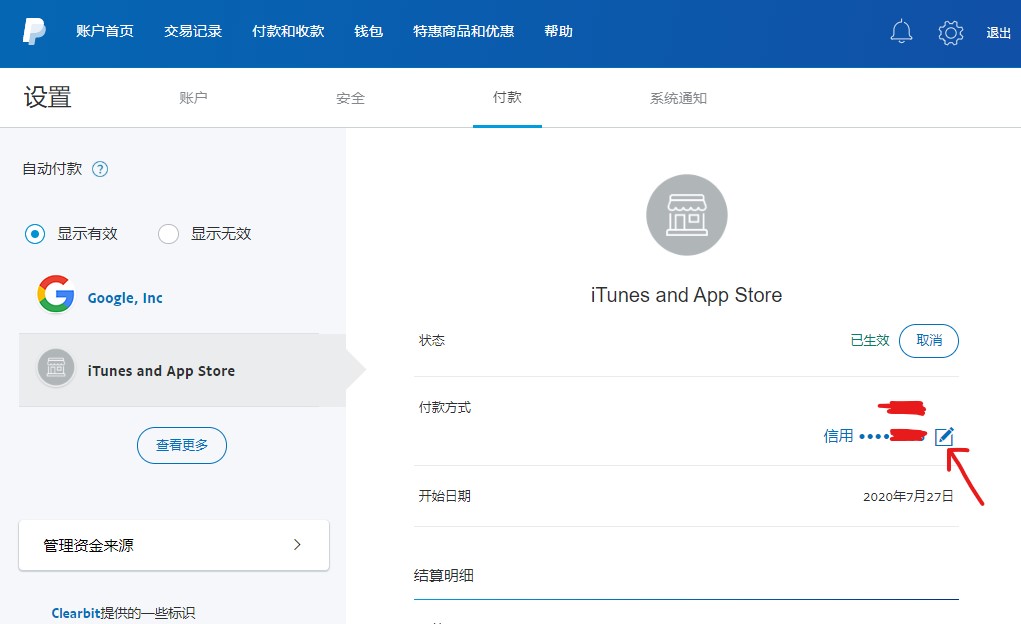 账户首页 交易记录 付款和收款 钱包 特惠商品和优惠 帮助 退出
设置 账户 安全 付款 系统通知
自动付款 ?
显示有效 显示无效
Google, Inc
iTunes and App Store
查看更多
管理资金来源
Clearbit提供的一些标识
iTunes and App Store
状态 已生效 取消
付款方式
信用 ••••
开始日期 2020年7月27日
结算明细